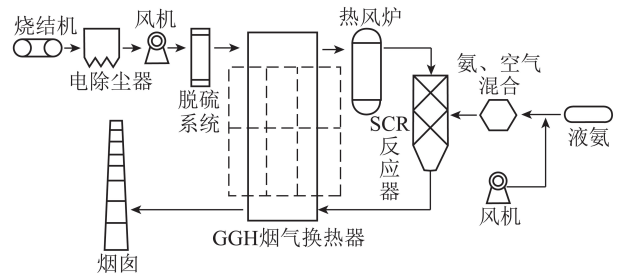 烧结机
电除尘器
风机
脱硫
系统
热风炉
氨、空气
混合
SCR
反
应
器
液氨
风机
GGH烟气换热器
烟囱